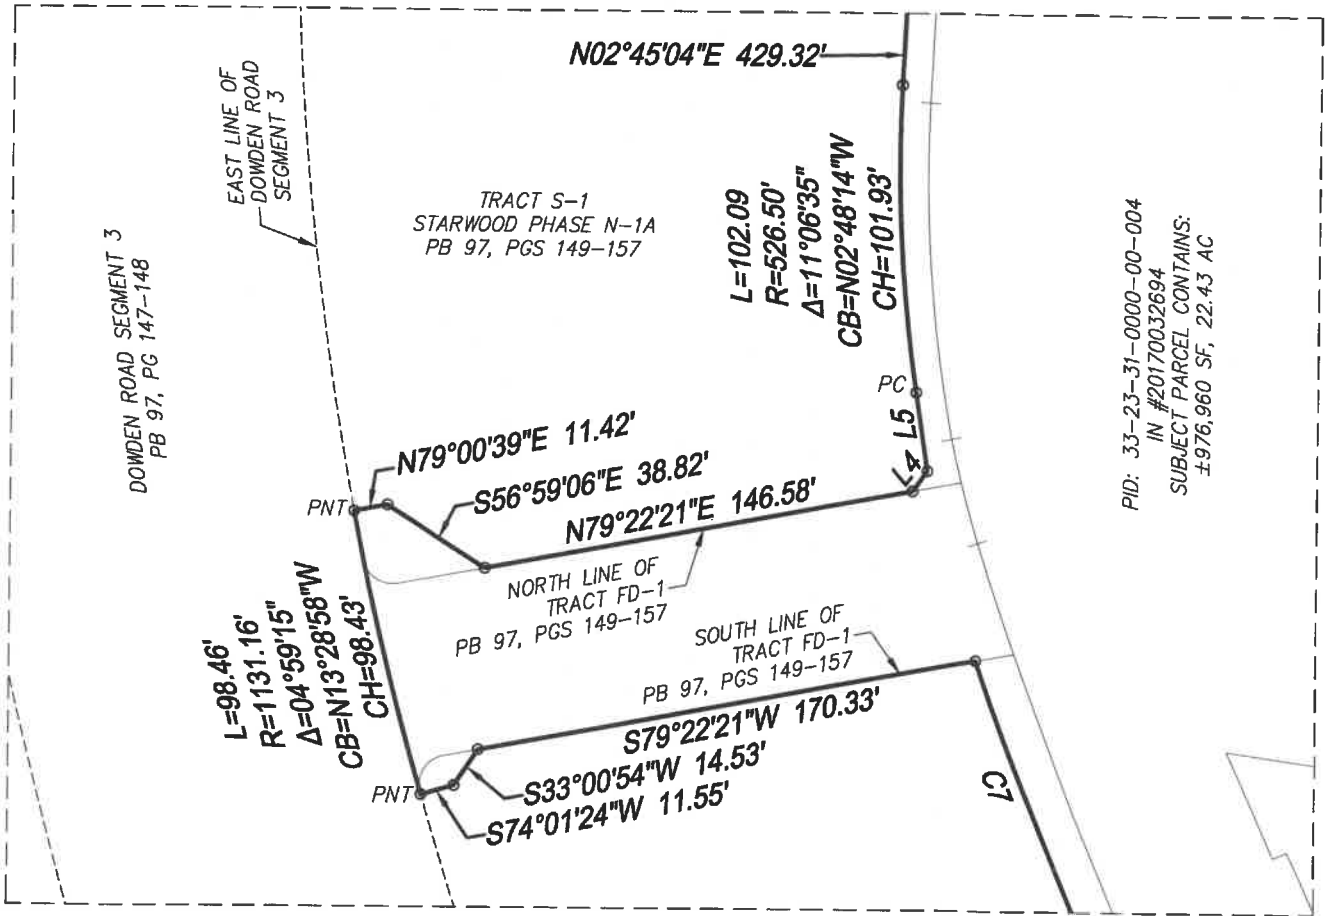 N02°45'04"E 429.32'
EAST LINE OF
DOWDEN ROAD
SEGMENT 3
TRACT S-1
STARWOOD PHASE N-1A
PB 97, PGS 149-157
DOWDEN ROAD SEGMENT 3
PB 97, PG 147-148
L=102.09
R=526.50'
Δ=11°06'35"
CB=N02°48'14"W
CH=101.93'
PID: 33-23-31-0000-00-004
IN #20170032694
SUBJECT PARCEL CONTAINS:
±976,960 SF, 22.43 AC
PC
L5
L4
N79°00'39"E 11.42'
PNT
S56°59'06"E 38.82'
N79°22'21"E 146.58'
NORTH LINE OF
TRACT FD-1
PB 97, PGS 149-157
L=98.46'
R=1131.16'
Δ=04°59'15"
CB=N13°28'58"W
CH=98.43'
SOUTH LINE OF
TRACT FD-1
PB 97, PGS 149-157
S79°22'21"W 170.33'
S33°00'54"W 14.53'
PNT
S74°01'24"W 11.55'
C7